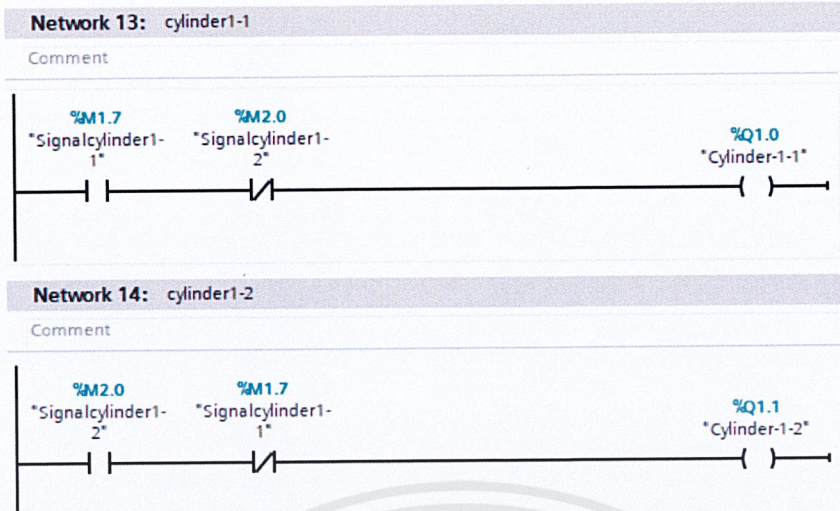 Network 13: cylinder1-1
Comment
%M1.7 %M2.0
"Signalcylinder1- "Signalcylinder1- %Q1.0
1" 2" "Cylinder-1-1"
Network 14: cylinder1-2
Comment
%M2.0 %M1.7
"Signalcylinder1- "Signalcylinder1- %Q1.1
2" 1" "Cylinder-1-2"